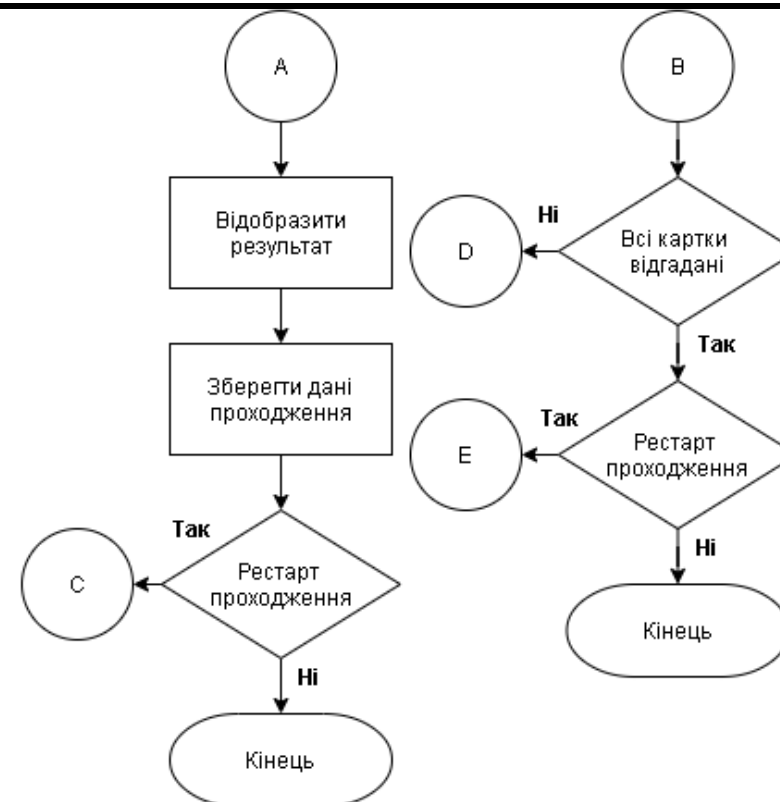 A
Відобразити
результат
Зберегти дані
проходження
Так
C
Рестарт
проходження
Ні
Кінець
B
Ні
D
Всі картки
відгадані
Так
Так
E
Рестарт
проходження
Ні
Кінець